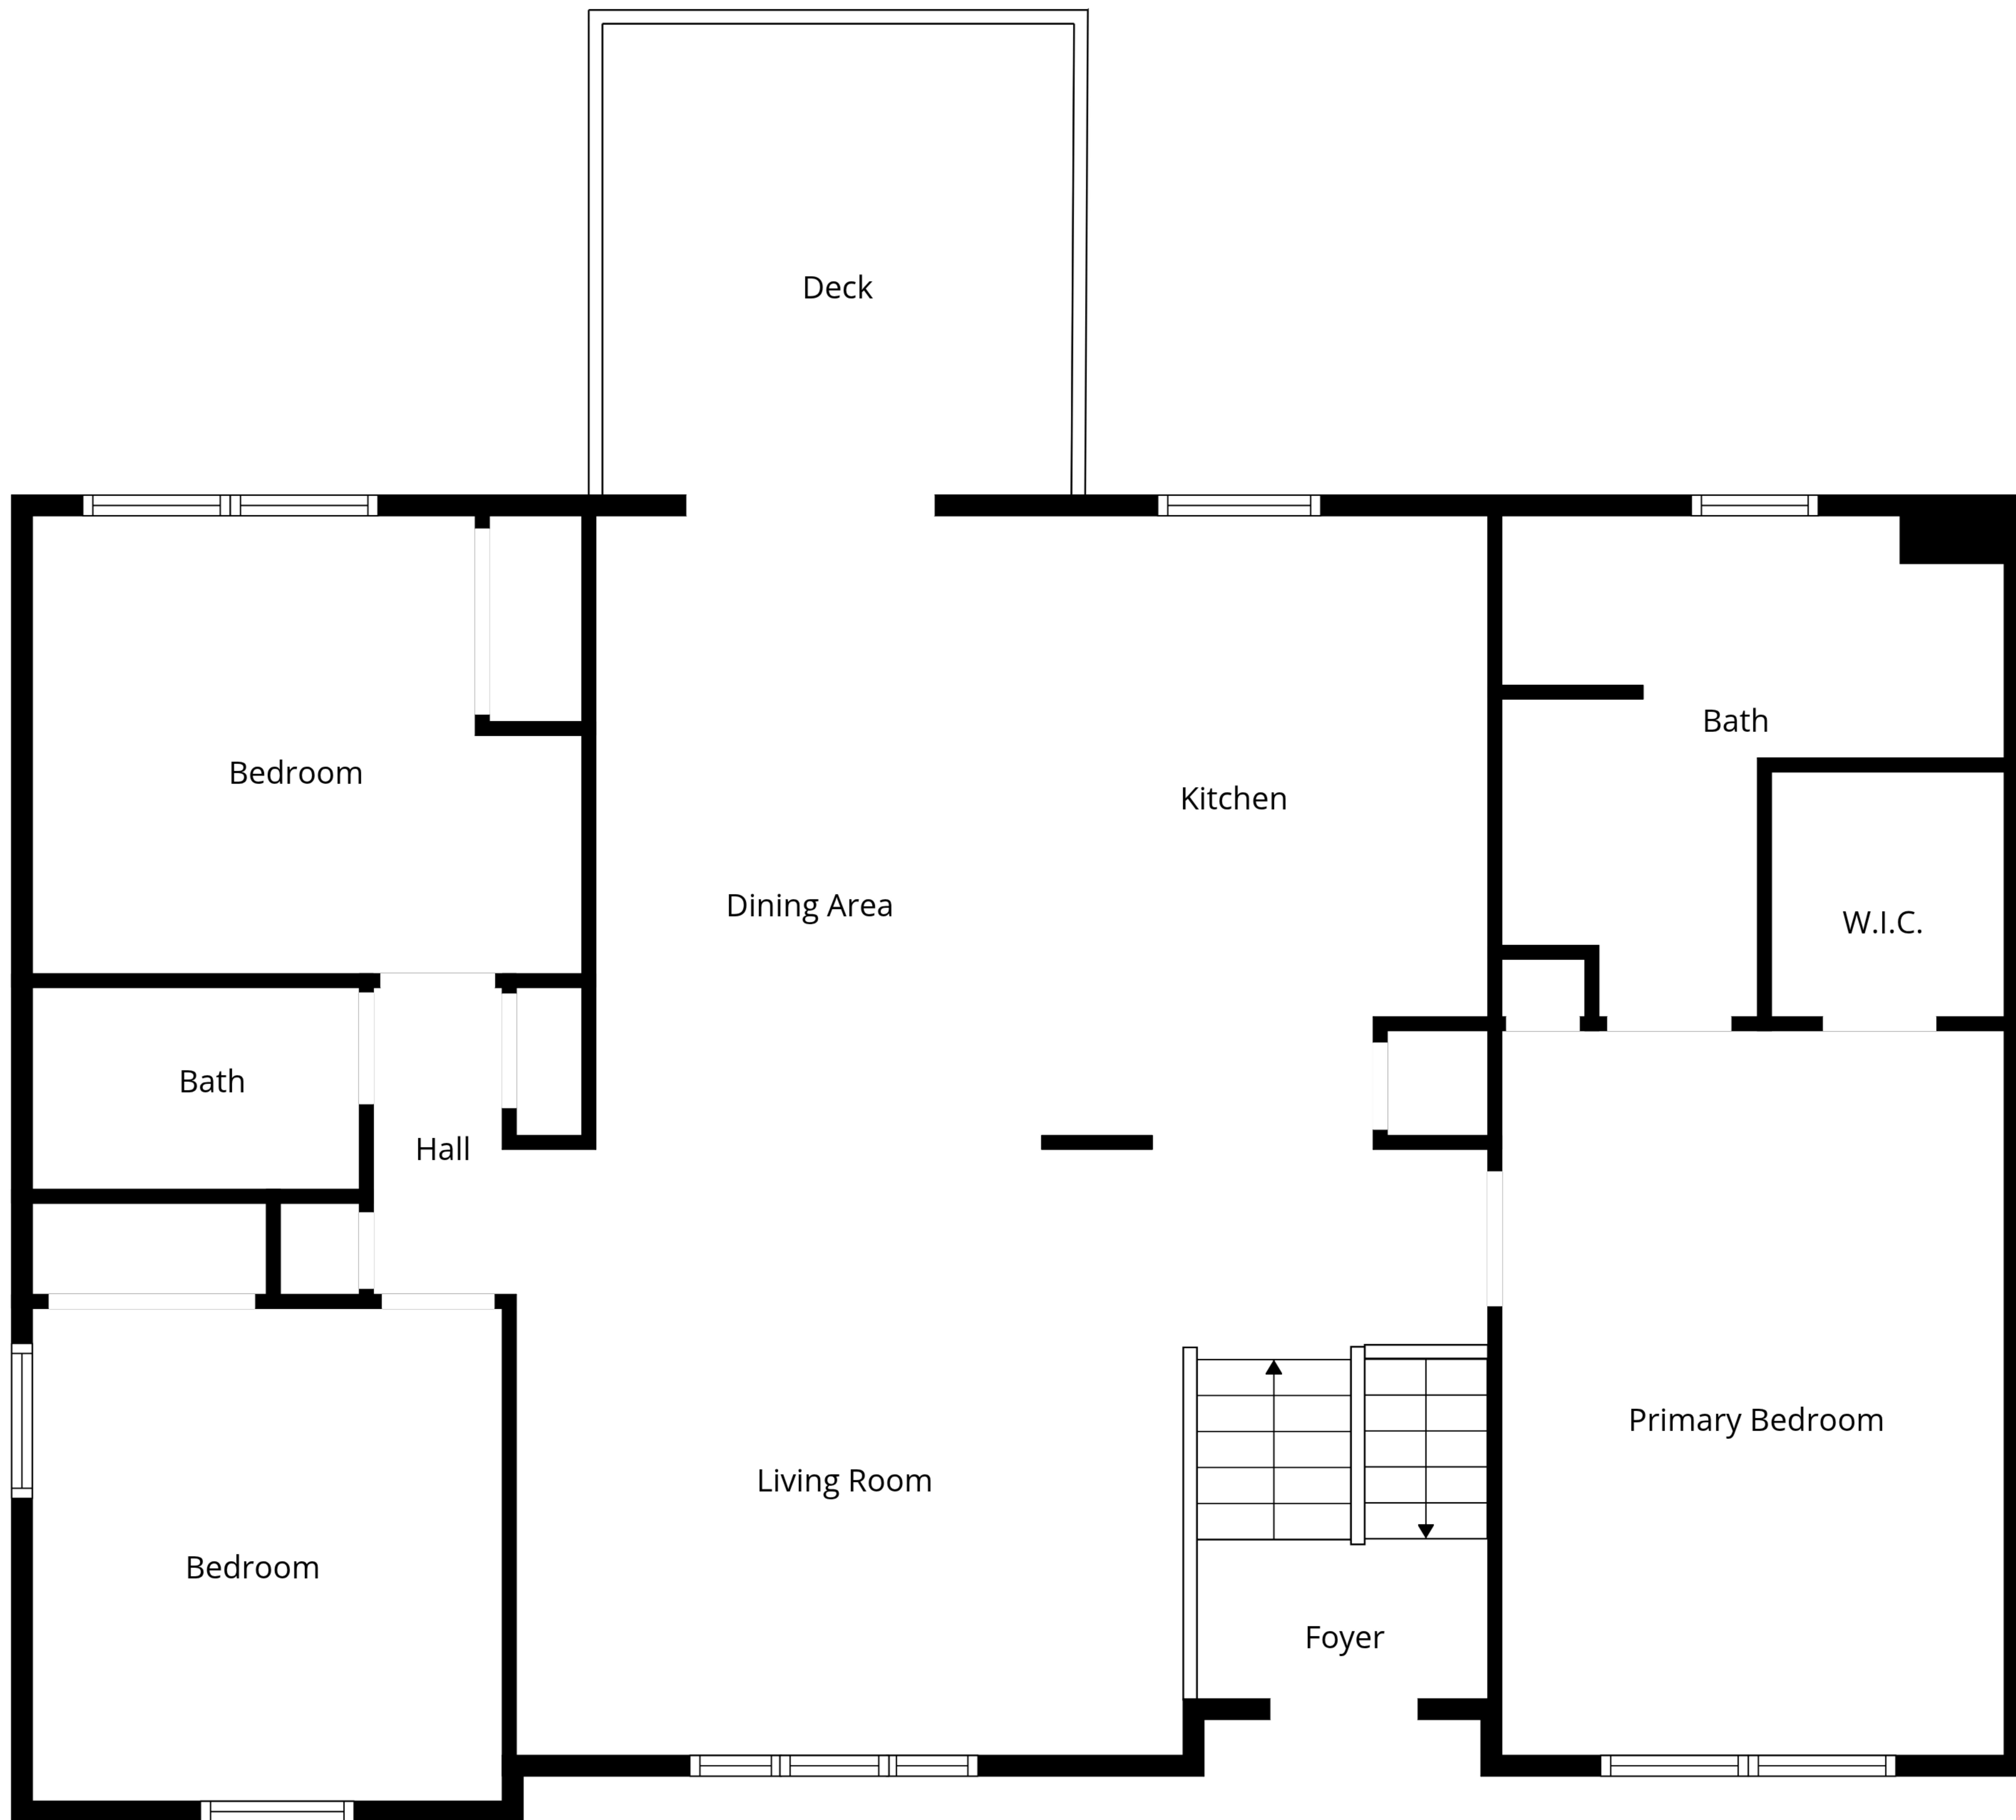 Deck
Bedroom
Kitchen
Dining Area
Bath
W.I.C.
Bath
Hall
Primary Bedroom
Living Room
Bedroom
Foyer